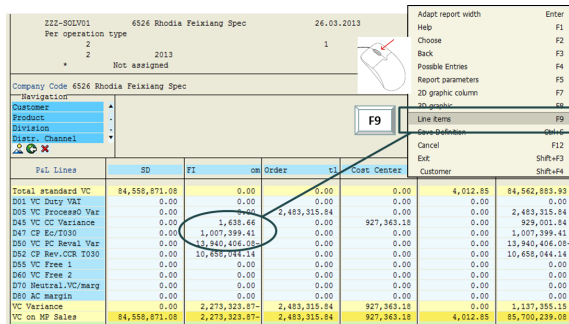 ZZZ-SOLV01 6526 Rhodia Feixiang Spec 26.03.2013
Per operation type
2 1
2 2013
* Not assigned
Company Code 6526 Rhodia Feixiang Spec
Navigation
Customer
Product
Division
Distr. Channel
Adapt report width Enter
Help F1
Choose F2
Back F3
Possible Entries F4
Report parameters F5
2D graphic column F7
3D graphic F8
Line items F9
Save Definition Ctrl+S
Cancel F12
Exit Shift+F3
Customer Shift+F4
F9
P&L Lines SD FI om Order tl Cost Center
Total standard VC 84,558,871.08 0.00 0.00 0.00 4,012.85 84,562,883.93
D01 VC Duty VAT 0.00 0.00 0.00 0.00 0.00 0.00
D05 VC ProcessO Var 0.00 0.00 2,483,315.84 0.00 0.00 2,483,315.84
D45 VC CC Variance 0.00 1,638.66 0.00 927,363.18 0.00 929,001.84
D47 CP Ec/TO30 0.00 1,007,399.41 0.00 0.00 0.00 1,007,399.41
D50 VC PC Reval Var 0.00 13,940,406.08- 0.00 0.00 0.00 13,940,406.08-
D52 CP Rev.CCR TO30 0.00 10,658,044.14 0.00 0.00 0.00 10,658,044.14
D55 VC Free 1 0.00 0.00 0.00 0.00 0.00 0.00
D60 VC Free 2 0.00 0.00 0.00 0.00 0.00 0.00
D70 Neutral.VC/marg 0.00 0.00 0.00 0.00 0.00 0.00
D80 AC margin 0.00 0.00 0.00 0.00 0.00 0.00
VC Variance 0.00 2,273,323.87- 2,483,315.84 927,363.18 0.00 1,137,355.15
VC on MP Sales 84,558,871.08 2,273,323.87- 2,483,315.84 927,363.18 4,012.85 85,700,239.08